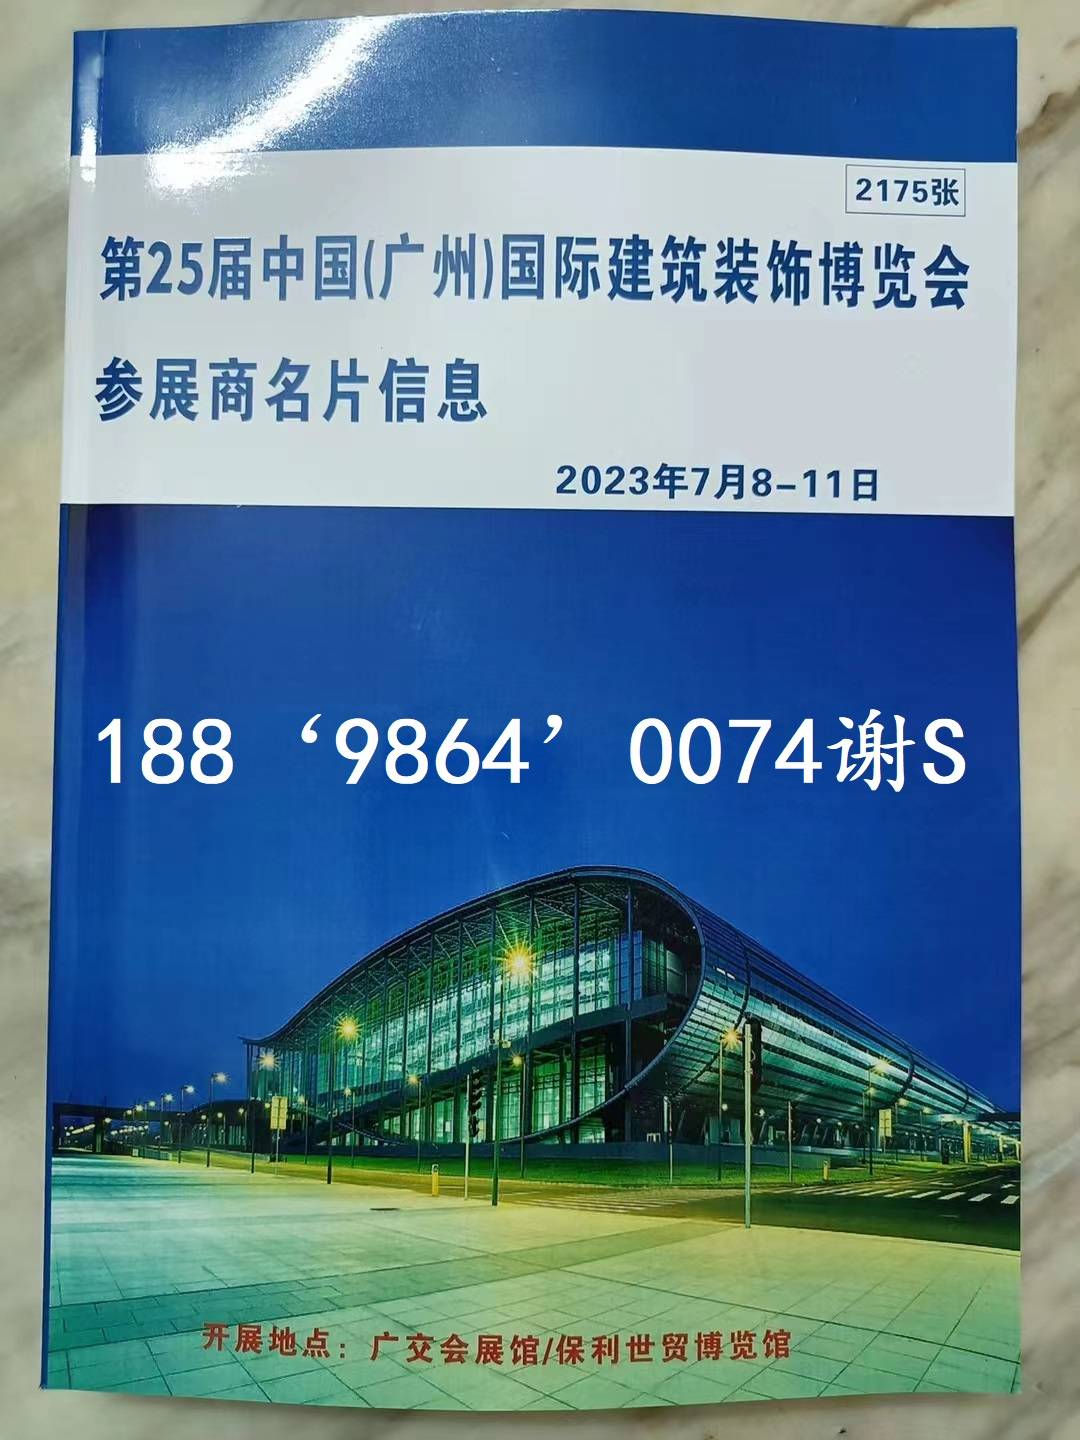 2175张
第25届中国(广州)国际建筑装饰博览会
参展商名片信息
2023年7月8-11日
188‘9864’0074谢S
开展地点：广交会展馆/保利世贸博览馆